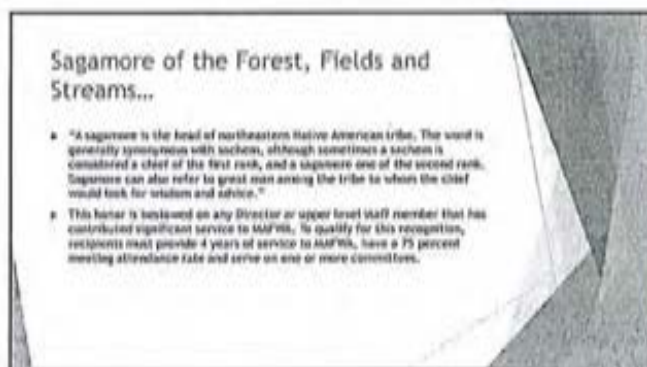 Sagamore of the Forest, Fields and
Streams...
"A sagamore is the head of northeastern Native American tribe. The word is
generally synonymous with sachem, although sometimes a sachem is
considered a chief of the first rank, and a sagamore one of the second rank.
Sagamore can also refer to great man among the tribe to whom the chief
would look for wisdom and advice."
This honor is bestowed on any Director or upper level staff member that has
contributed significant service to MAFWA. To qualify for this recognition,
recipients must provide 4 years of service to MAFWA, have a 75 percent
meeting attendance rate and serve on one or more committees.